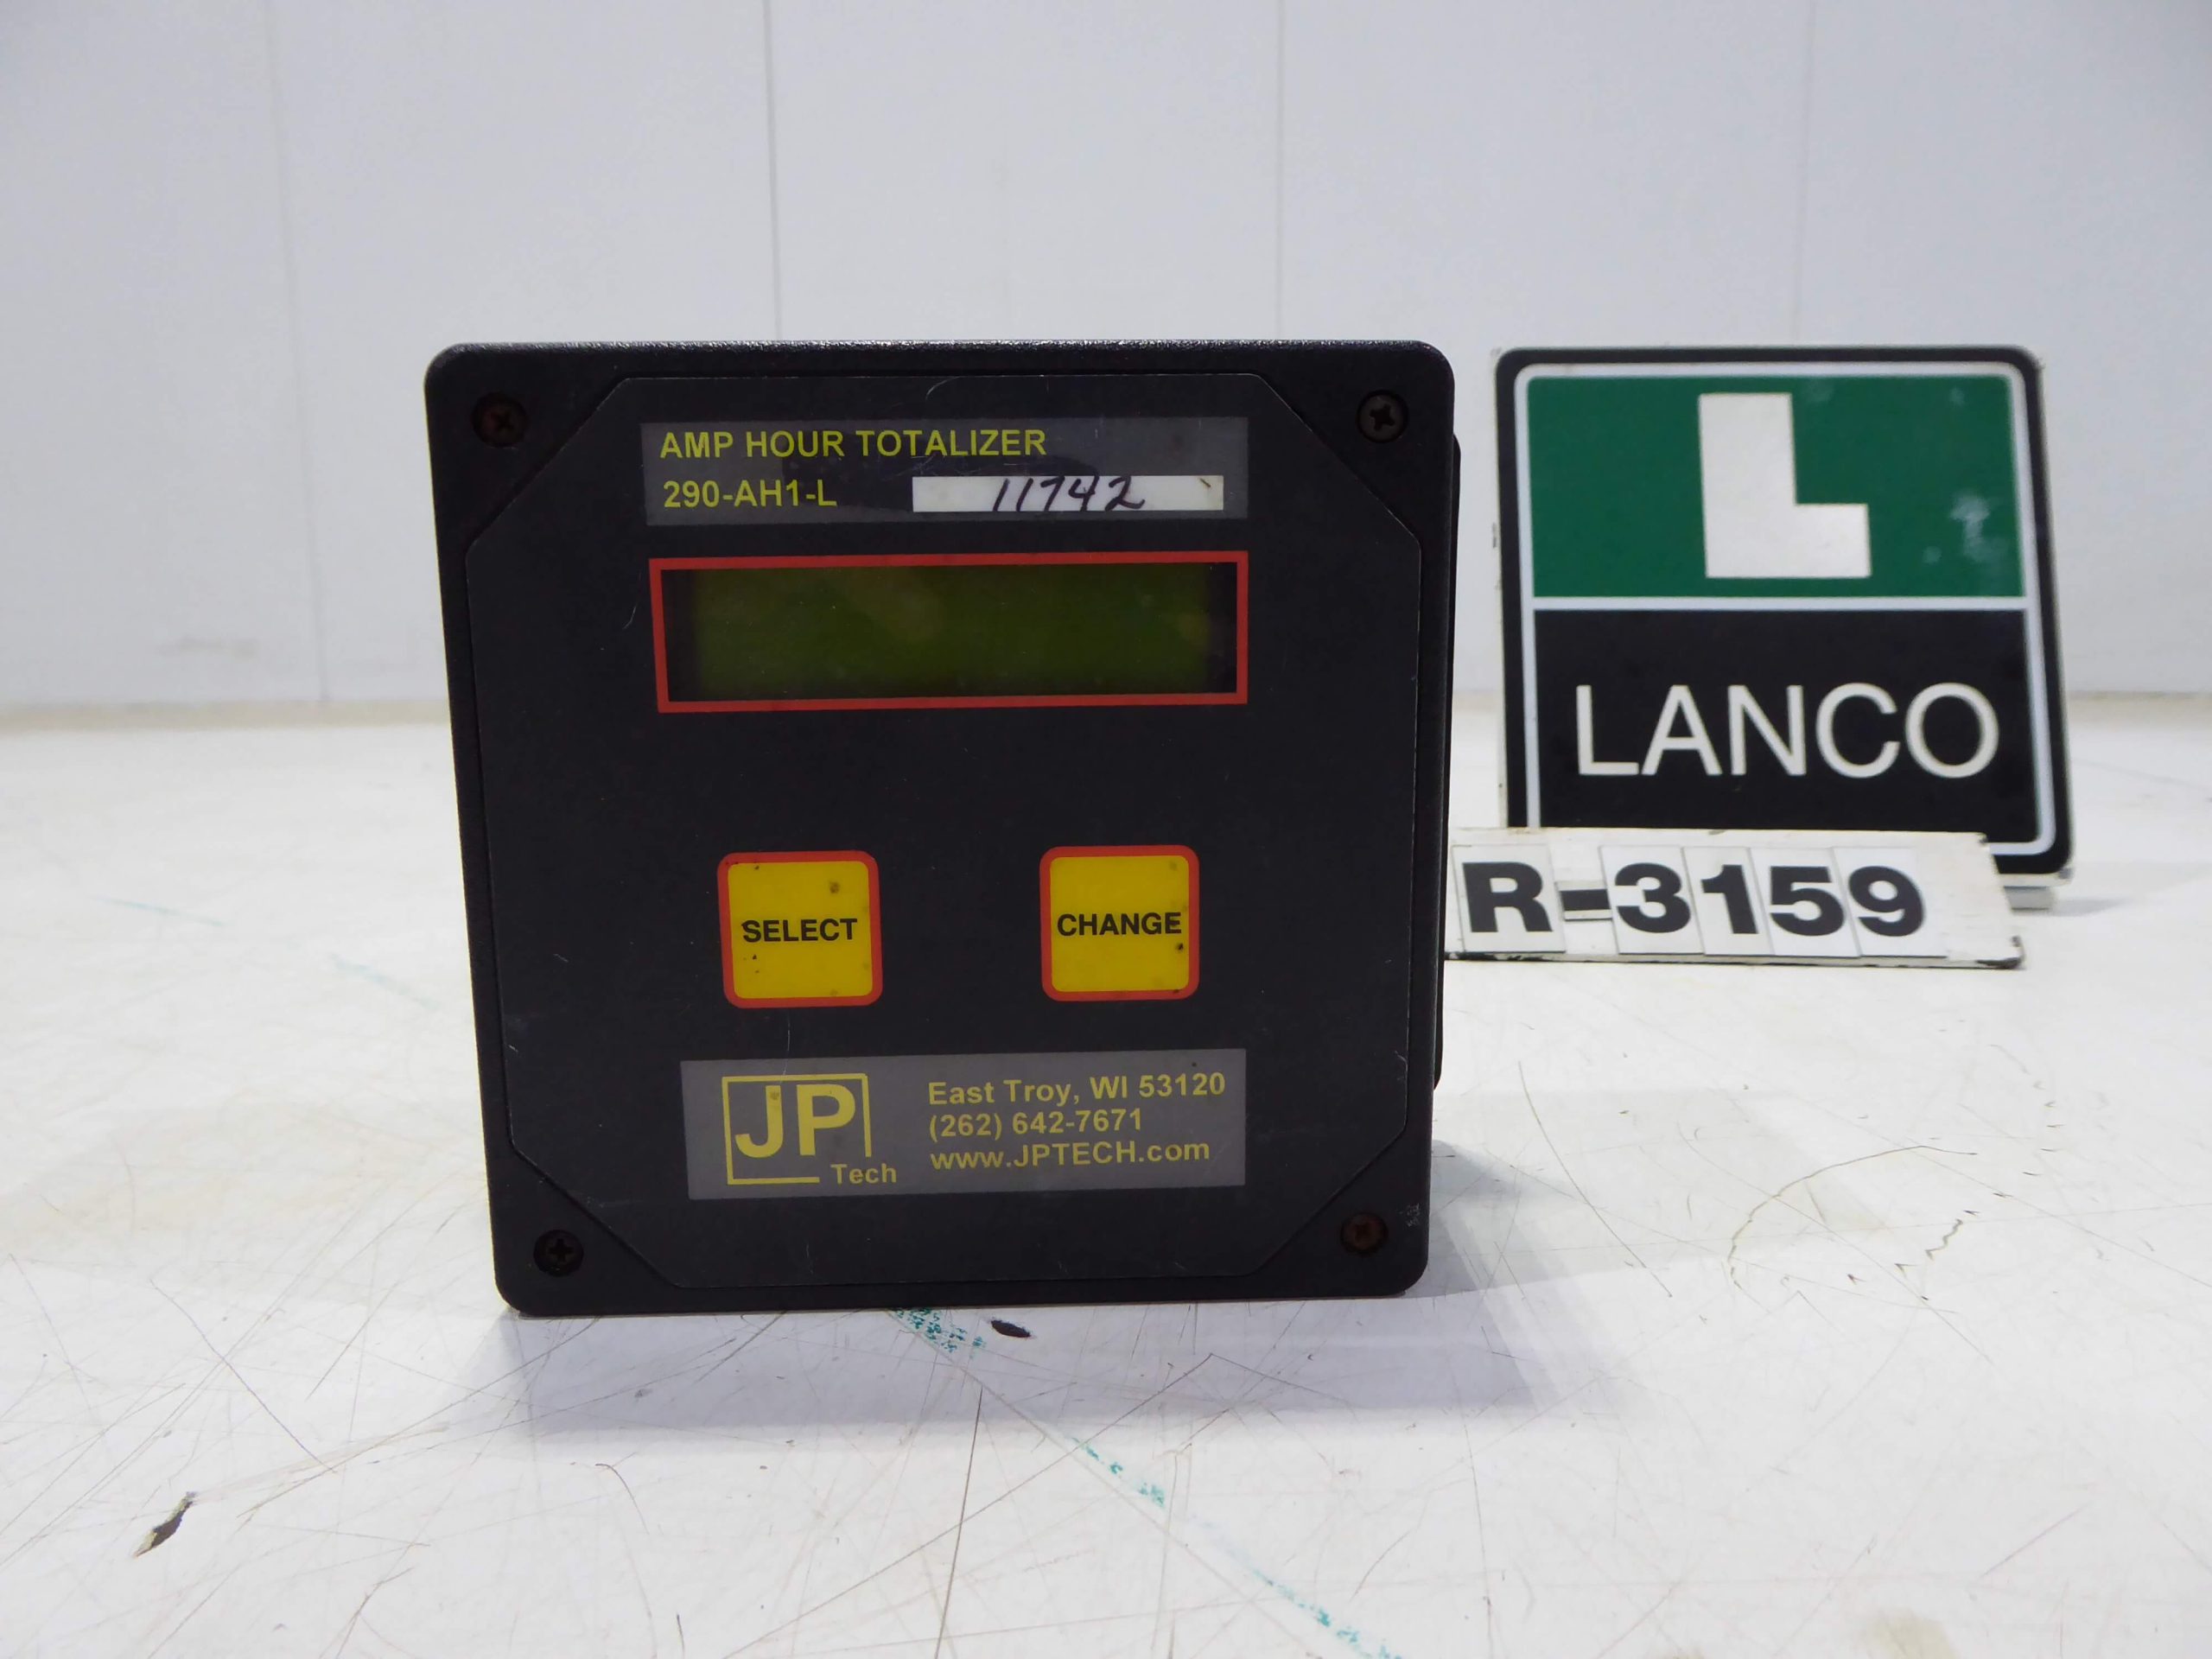 AMP HOUR TOTALIZER
290-AH1-L 11742
SELECT CHANGE
JP Tech
East Troy, WI 53120
(262) 642-7671
www.JPTECH.com
L
LANCO
R-3159